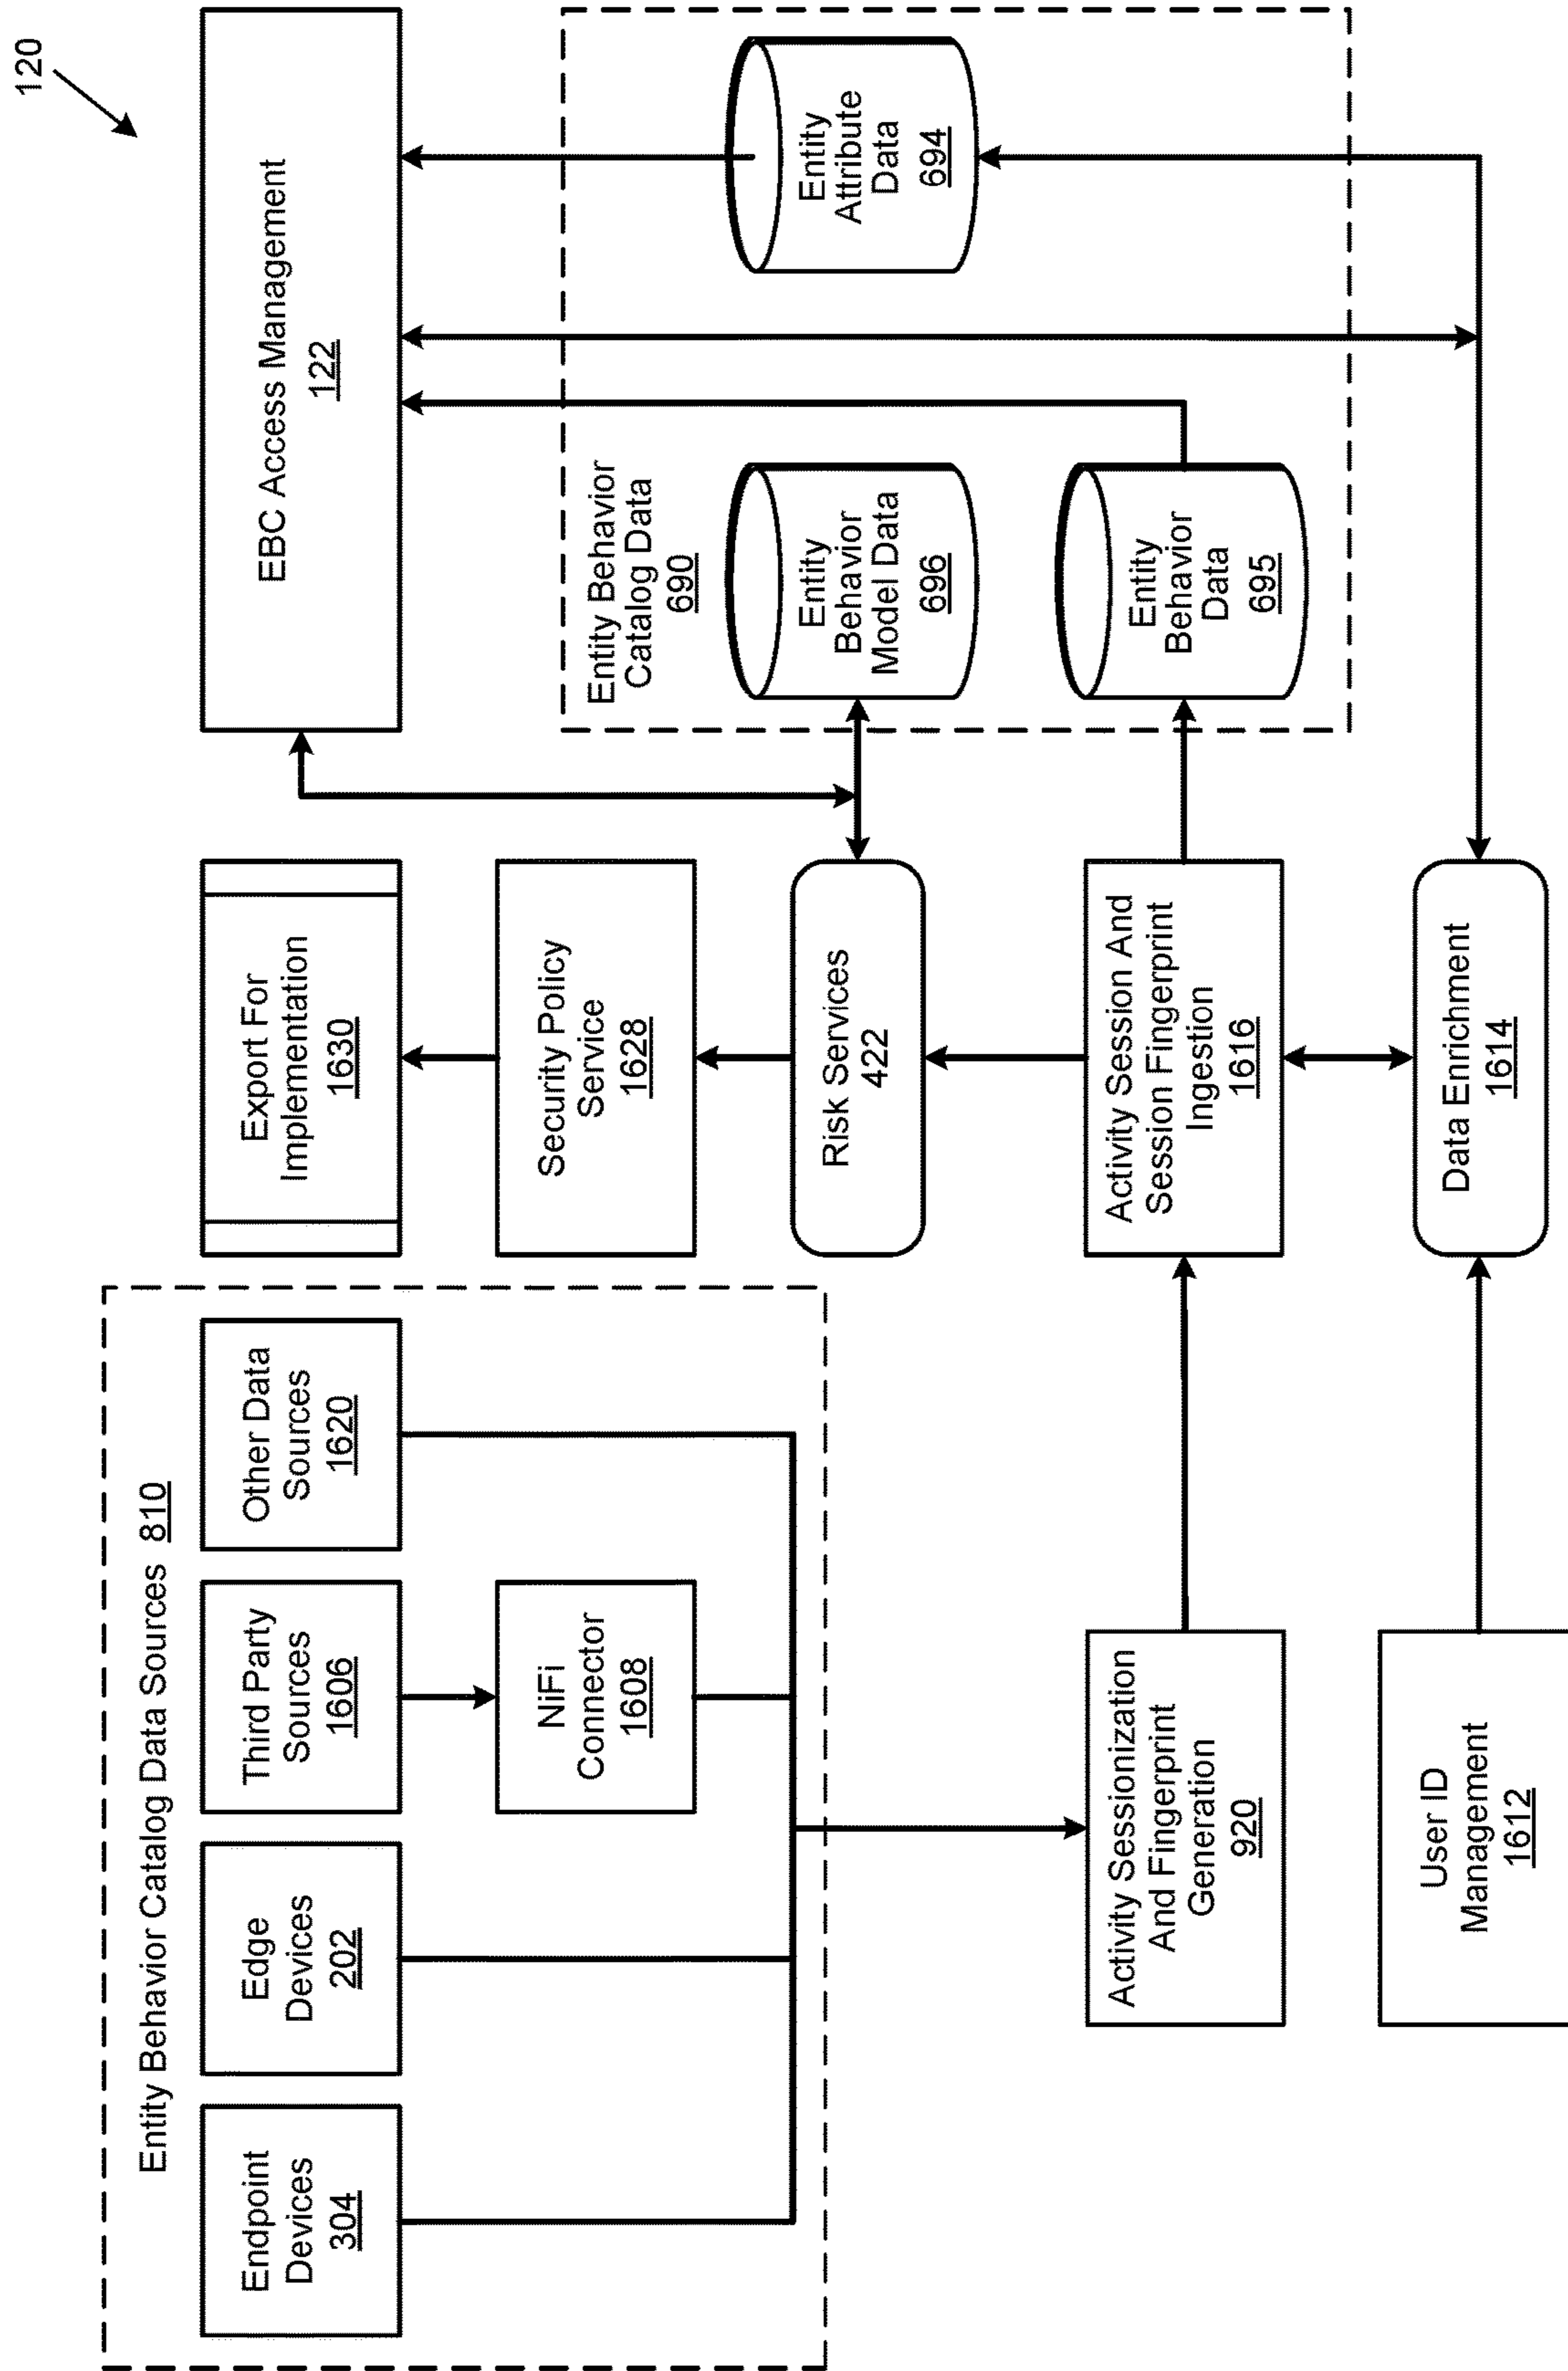 120
Entity Behavior Catalog Data Sources 810
Endpoint
Devices
304
Edge
Devices
202
Third Party
Sources
1606
Other Data
Sources
1620
NiFi
Connector
1608
Export For
Implementation
1630
Security Policy
Service
1628
Risk Services
422
EBC Access Management
122
Entity Behavior
Catalog Data
690
Entity
Behavior
Model Data
696
Entity
Attribute
Data
694
Entity
Behavior
Data
695
Activity Sessionization
And Fingerprint
Generation
920
Activity Session And
Session Fingerprint
Ingestion
1616
User ID
Management
1612
Data Enrichment
1614